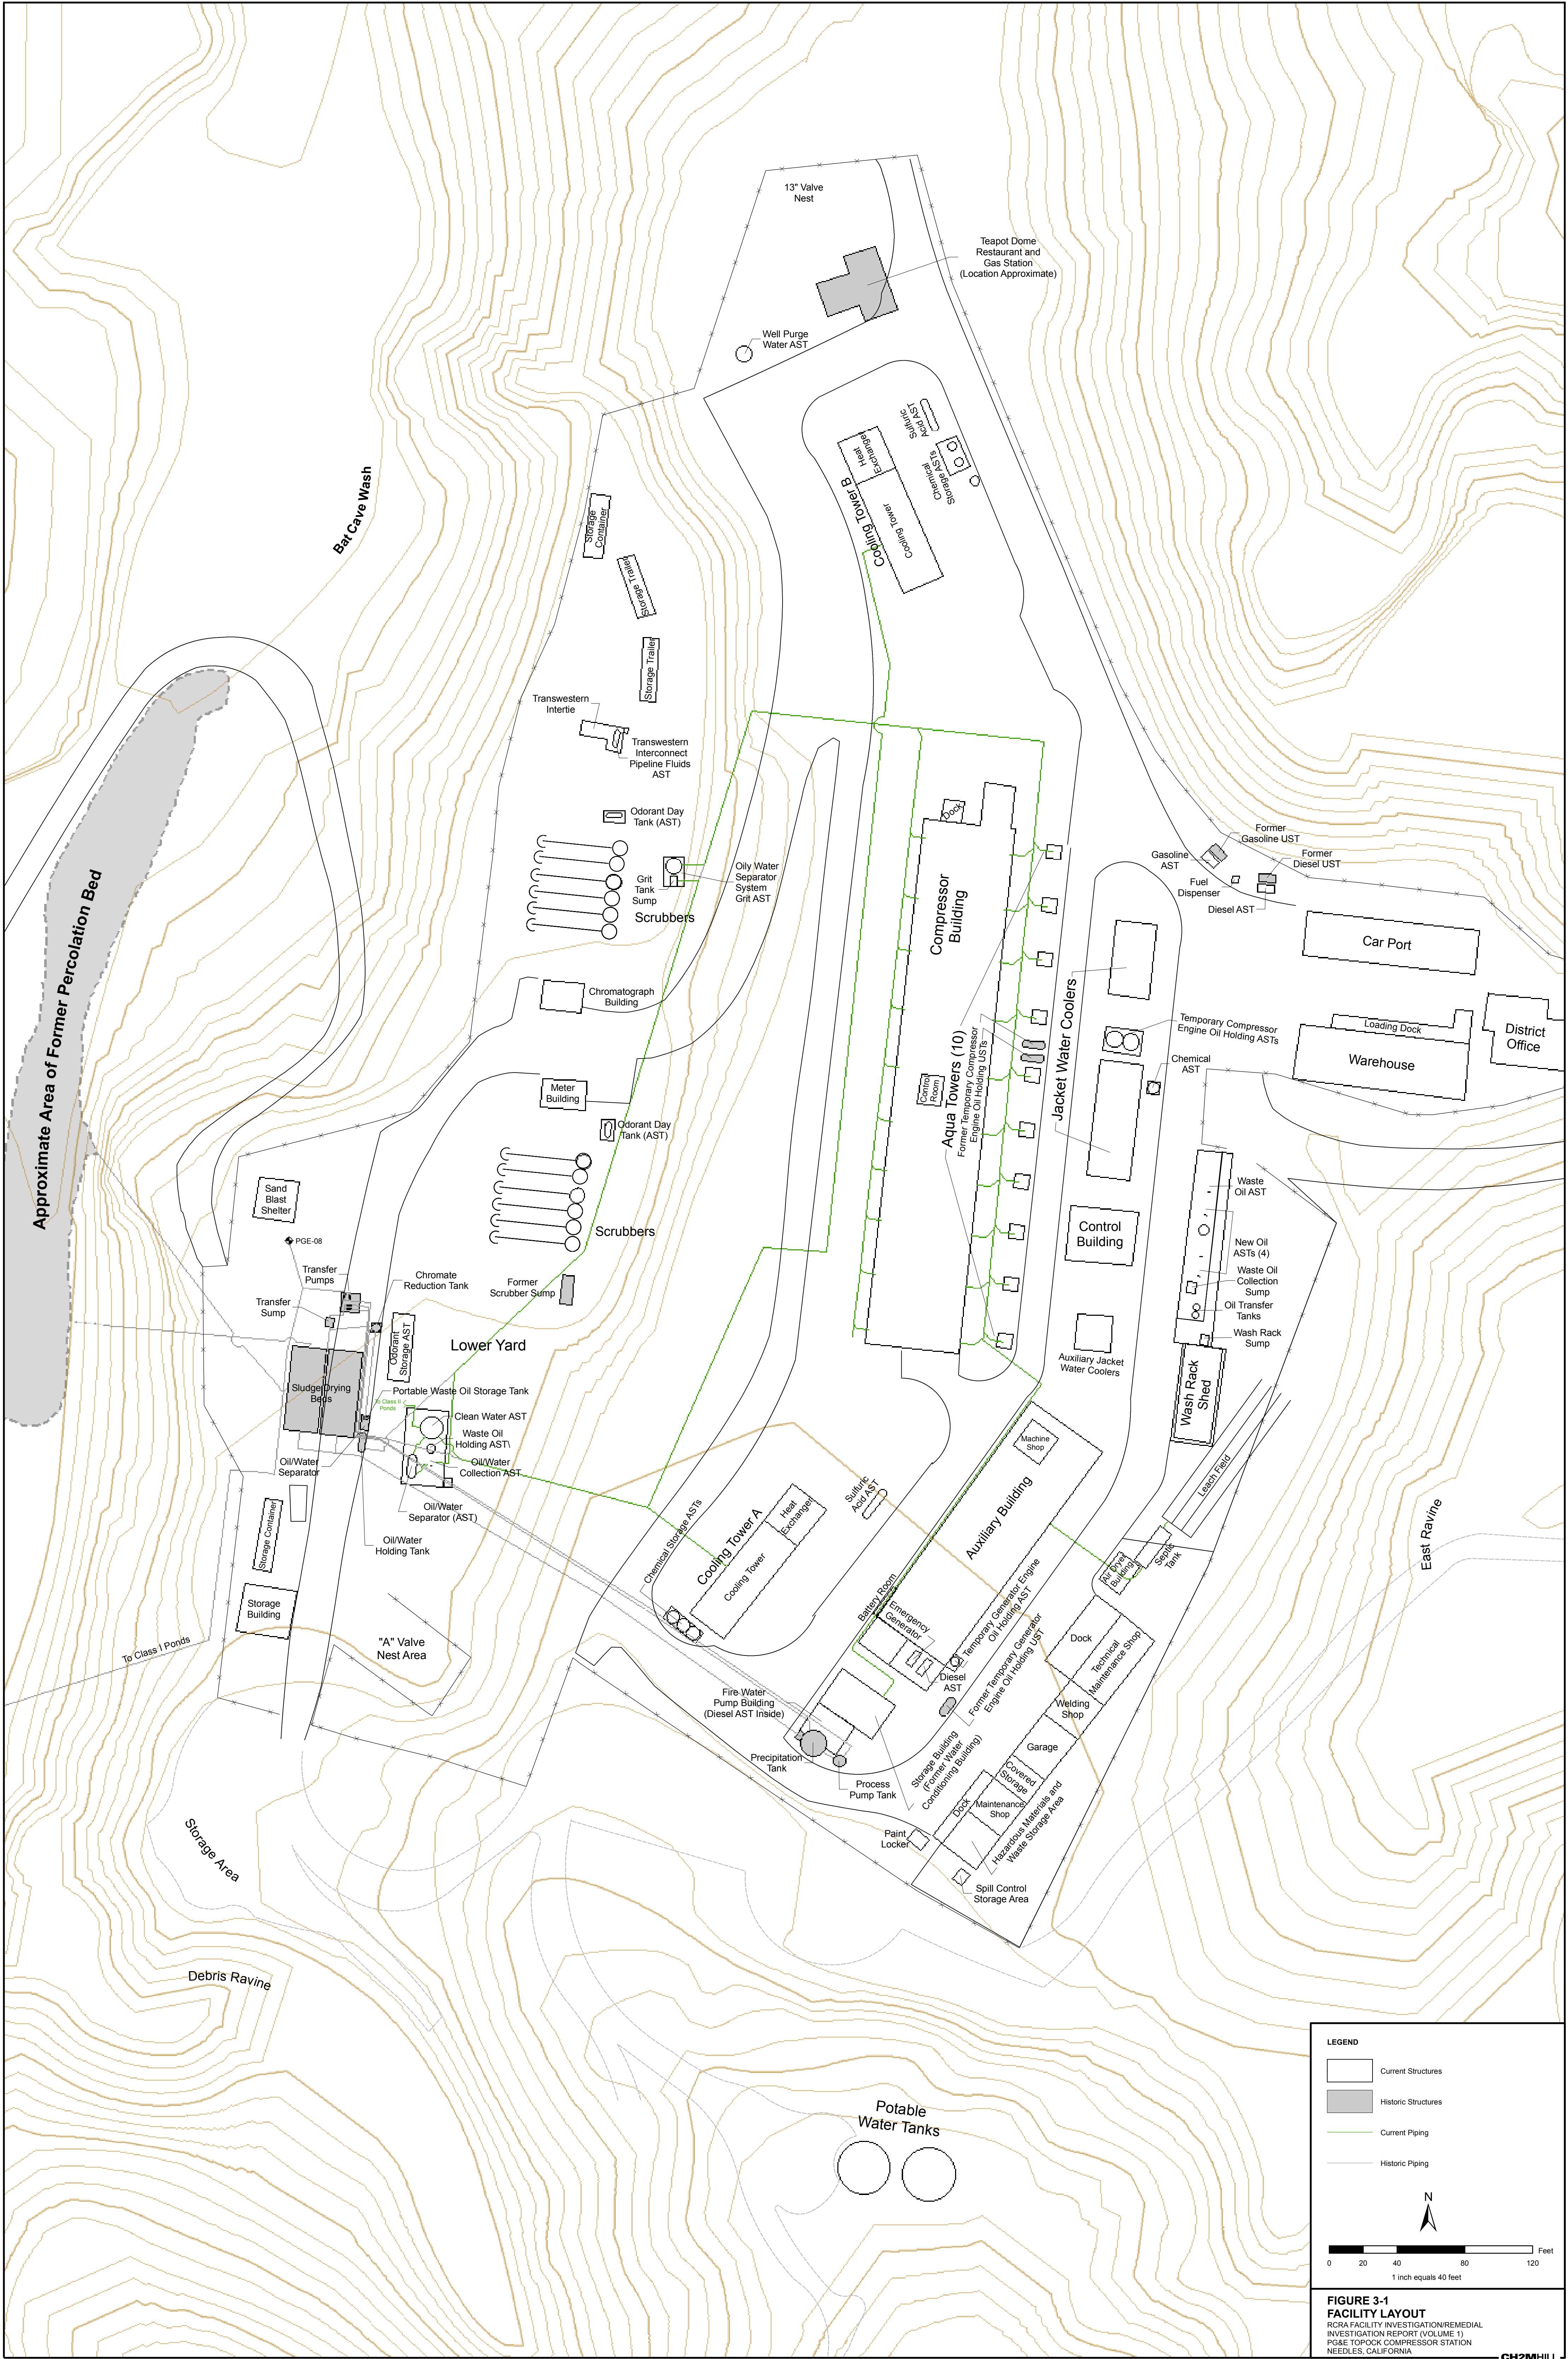 13" Valve
Nest
Teapot Dome
Restaurant and
Gas Station
(Location Approximate)
Well Purge
Water AST
Sulfuric
Acid AST
Heat
Exchanger
Chemical
Storage ASTs
Cooling Tower B
Cooling Tower
Bat Cave Wash
Storage
Container
Storage Trailer
Storage Trailer
Transwestern
Intertie
Transwestern
Interconnect
Pipeline Fluids
AST
Odorant Day
Tank (AST)
Dock
Former
Gasoline UST
Gasoline
AST
Former
Diesel UST
Fuel
Dispenser
Diesel AST
Grit
Tank
Sump
Oily Water
Separator
System
Grit AST
Scrubbers
Compressor
Building
Car Port
Approximate Area of Former Percolation Bed
Chromatograph
Building
Jacket Water Coolers
Temporary Compressor
Engine Oil Holding ASTs
Loading Dock
Warehouse
District
Office
Chemical
AST
Meter
Building
Odorant Day
Tank (AST)
Control
Room
Aqua Towers (10)
Former Temporary Compressor
Engine Oil Holding USTs
Sand
Blast
Shelter
PGE-08
Scrubbers
Control
Building
Waste
Oil AST
New Oil
ASTs (4)
Waste Oil
Collection
Sump
Oil Transfer
Tanks
Wash Rack
Sump
Transfer
Pumps
Chromate
Reduction Tank
Former
Scrubber Sump
Transfer
Sump
Odorant
Storage AST
Lower Yard
Auxiliary Jacket
Water Coolers
Wash Rack
Shed
Sludge Drying
Beds
Portable Waste Oil Storage Tank
To Class II
Ponds
Clean Water AST
Waste Oil
Holding AST\
Oil/Water
Collection AST
Oil/Water
Separator
Oil/Water
Separator (AST)
Oil/Water
Holding Tank
Machine
Shop
Leach Field
Sulfuric
Acid AST
Auxiliary Building
Chemical Storage ASTs
Cooling Tower A
Heat
Exchanger
Cooling Tower
East Ravine
Storage Container
Septic
Tank
Air Dryer
Building
Storage
Building
"A" Valve
Nest Area
To Class I Ponds
Battery Room
Emergency
Generator
Temporary Generator Engine
Oil Holding AST
Diesel
AST
Former Temporary Generator
Engine Oil Holding UST
Dock
Technical
Maintenance Shop
Welding
Shop
Garage
Covered
Storage
Fire Water
Pump Building
(Diesel AST Inside)
Precipitation
Tank
Process
Pump Tank
Storage Building
(Former Water
Conditioning Building)
Dock
Maintenance
Shop
Hazardous Materials and
Waste Storage Area
Paint
Locker
Spill Control
Storage Area
Storage Area
Debris Ravine
Potable
Water Tanks
LEGEND
Current Structures
Historic Structures
Current Piping
Historic Piping
N
Feet
0 20 40 80 120
1 inch equals 40 feet
FIGURE 3-1
FACILITY LAYOUT
RCRA FACILITY INVESTIGATION/REMEDIAL
INVESTIGATION REPORT (VOLUME 1)
PG&E TOPOCK COMPRESSOR STATION
NEEDLES, CALIFORNIA
CH2MHILL